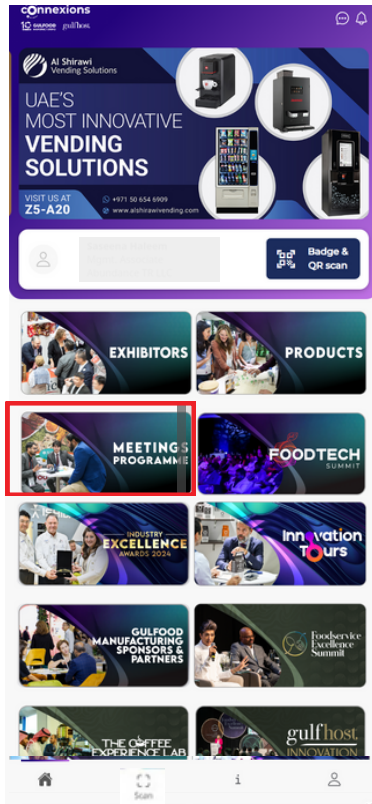 connexions
GULFOOD gulfhost
Al Shirawi
Vending Solutions
UAE'S
MOST INNOVATIVE
VENDING
SOLUTIONS
VISIT US AT
Z5-A20
+971 50 654 6909
www.alshirawivending.com
Badge &
QR scan
EXHIBITORS
PRODUCTS
MEETINGS
PROGRAMME
FOODTECH
SUMMIT
INDUSTRY
EXCELLENCE
AWARDS 2024
Innovation
Tours
GULFOOD
MANUFACTURING
SPONSORS &
PARTNERS
Foodservice
Excellence
Summit
THE COFFEE
EXPERIENCE LAB
gulfhost
INNOVATION
Scan
i